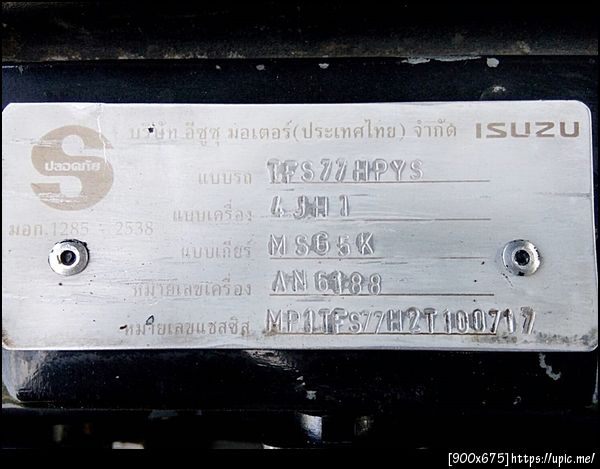 บริษัท อีซูซุ มอเตอร์(ประเทศไทย) จำกัด ISUZU
S
ปลอดภัย
มอก.1285 - 2538
แบบรถ TFS77HPYS
แบบเครื่อง 4JH1
แบบเกียร์ MSG5K
หมายเลขเครื่อง AN6188
หมายเลขแชสซีส MP1TFS77H2T100717
[900x675]https://upic.me/